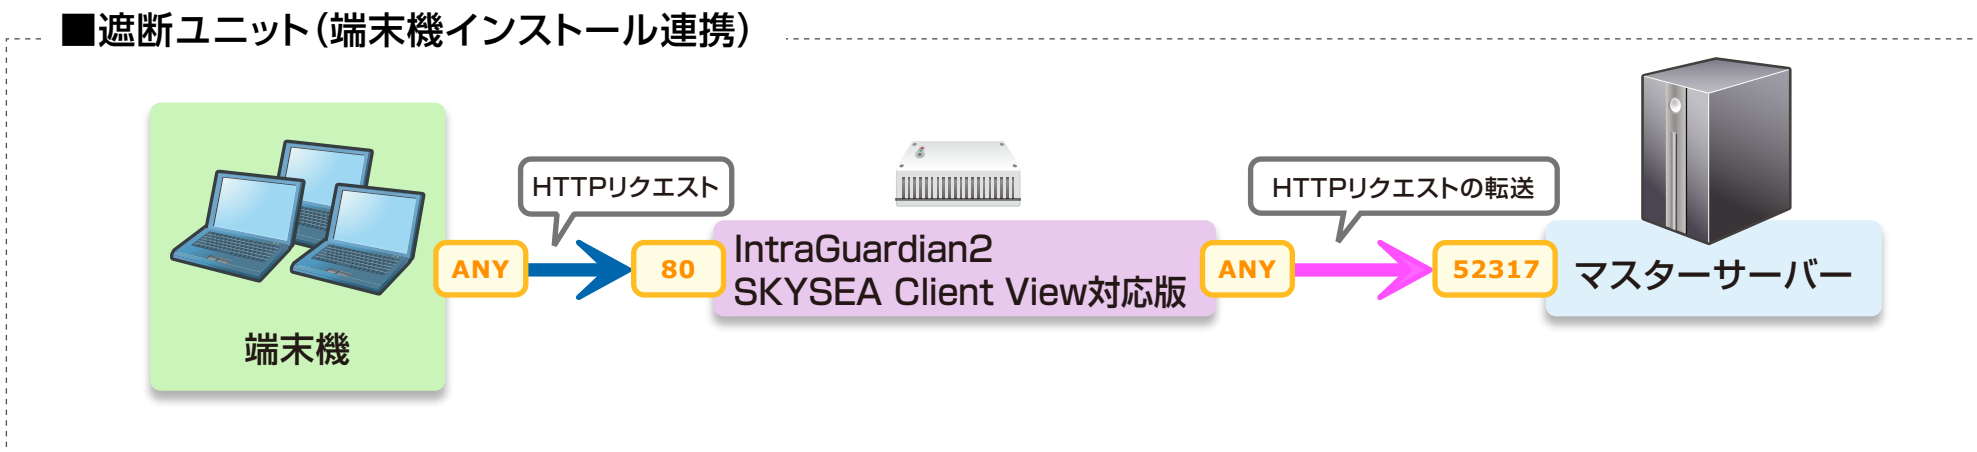 ■遮断ユニット(端末機インストール連携)
HTTPリクエスト
HTTPリクエストの転送
ANY
80
IntraGuardian2
SKYSEA Client View対応版
ANY
52317
マスターサーバー
端末機